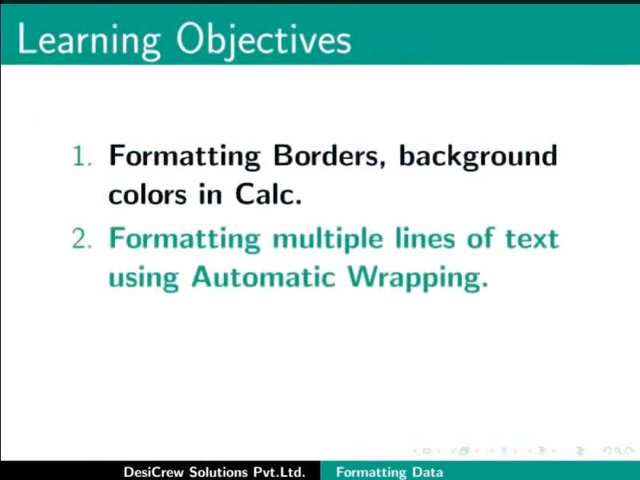 Learning Objectives
1. Formatting Borders, background
colors in Calc.
2. Formatting multiple lines of text
using Automatic Wrapping.
DesiCrew Solutions Pvt.Ltd. Formatting Data